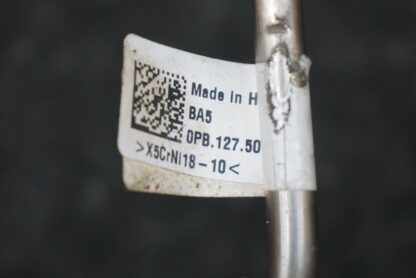 Made in H
BA5
0PB.127.50
>X5CrNi18-10<